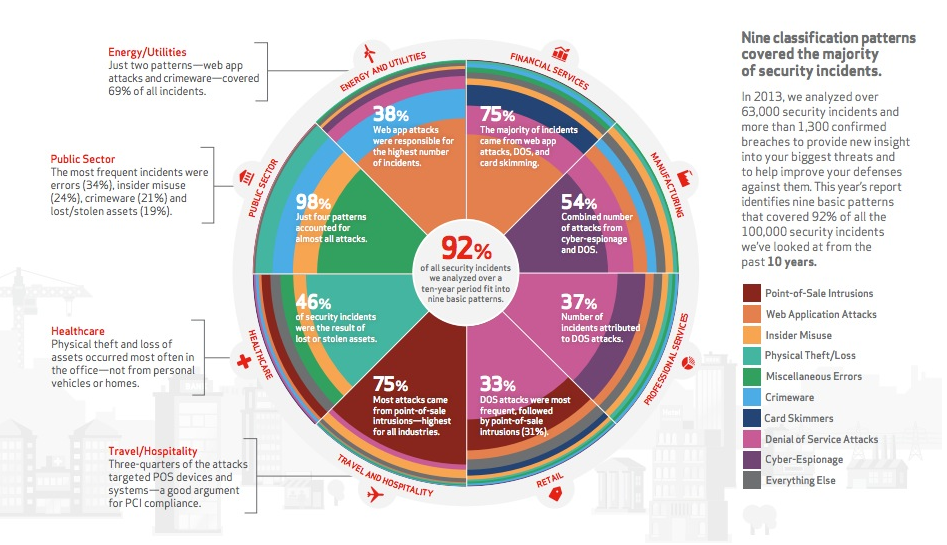 Energy/Utilities
Just two patterns—web app
attacks and crimeware—covered
69% of all incidents.
Public Sector
The most frequent incidents were
errors (34%), insider misuse
(24%), crimeware (21%) and
lost/stolen assets (19%).
Healthcare
Physical theft and loss of
assets occurred most often in
the office—not from personal
vehicles or homes.
Travel/Hospitality
Three-quarters of the attacks
targeted POS devices and
systems—a good argument
for PCI compliance.
ENERGY AND UTILITIES
38%
Web app attacks
were responsible for
the highest number
of incidents.
FINANCIAL SERVICES
75%
The majority of incidents
came from web app
attacks, DOS, and
card skimming.
PUBLIC SECTOR
98%
Just four patterns
accounted for
almost all attacks.
MANUFACTURING
54%
Combined number
of attacks from
cyber-espionage
and DOS.
92%
of all security incidents
we analyzed over a
ten-year period fit into
nine basic patterns.
HEALTHCARE
46%
of security incidents
were the result of
lost or stolen assets.
PROFESSIONAL SERVICES
37%
Number of
incidents attributed
to DOS attacks.
TRAVEL AND HOSPITALITY
75%
Most attacks came
from point-of-sale
intrusions—highest
for all industries.
RETAIL
33%
DOS attacks were most
frequent, followed
by point-of-sale
intrusions (31%).
Nine classification patterns
covered the majority
of security incidents.
In 2013, we analyzed over
63,000 security incidents and
more than 1,300 confirmed
breaches to provide new insight
into your biggest threats and
to help improve your defenses
against them. This year's report
identifies nine basic patterns
that covered 92% of all the
100,000 security incidents
we've looked at from the
past 10 years.
Point-of-Sale Intrusions
Web Application Attacks
Insider Misuse
Physical Theft/Loss
Miscellaneous Errors
Crimeware
Card Skimmers
Denial of Service Attacks
Cyber-Espionage
Everything Else